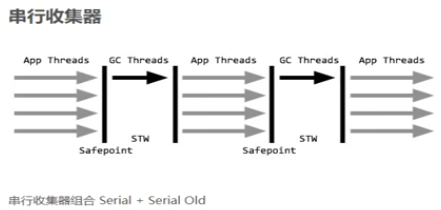 串行收集器
App Threads GC Threads App Threads GC Threads App Threads
STW STW
Safepoint Safepoint
串行收集器组合 Serial + Serial Old